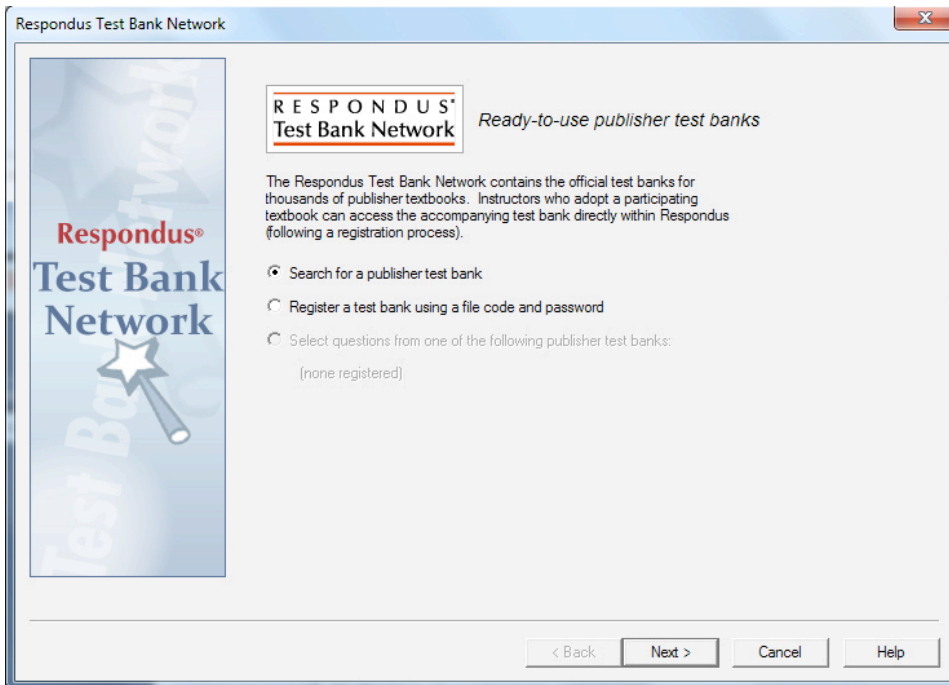 Respondus Test Bank Network
RESPONDUS®
Test Bank Network
Ready-to-use publisher test banks
The Respondus Test Bank Network contains the official test banks for
thousands of publisher textbooks. Instructors who adopt a participating
textbook can access the accompanying test bank directly within Respondus
(following a registration process).
Search for a publisher test bank
Register a test bank using a file code and password
Select questions from one of the following publisher test banks:
(none registered)
Respondus®
Test Bank
Network
Test Bank Network
< Back
Next >
Cancel
Help